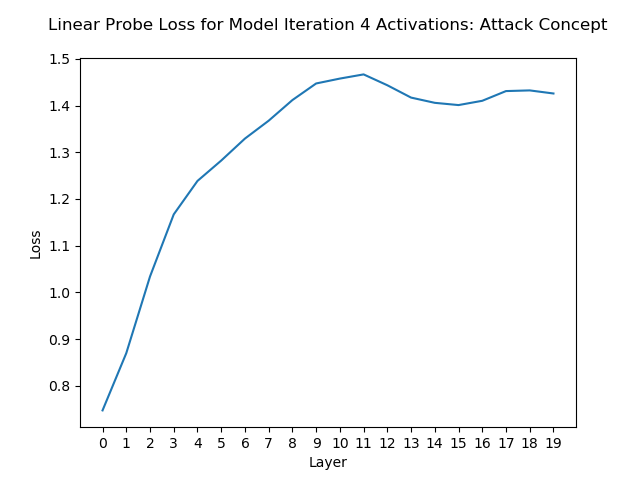 Linear Probe Loss for Model Iteration 4 Activations: Attack Concept
1.5
1.4
1.3
1.2
1.1
1.0
0.9
0.8
Loss
0 1 2 3 4 5 6 7 8 9 10 11 12 13 14 15 16 17 18 19
Layer